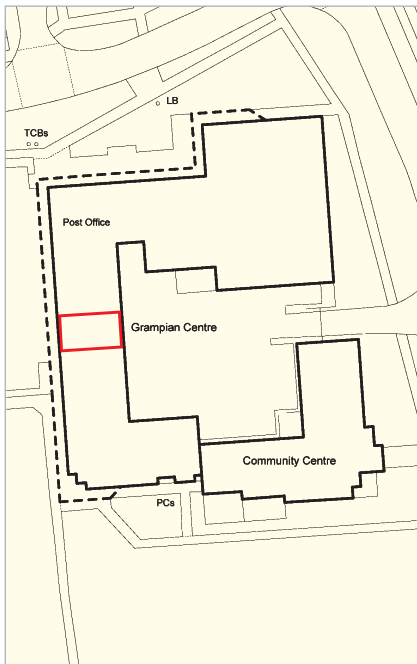 LB
TCBs
Post Office
Grampian Centre
Community Centre
PCs